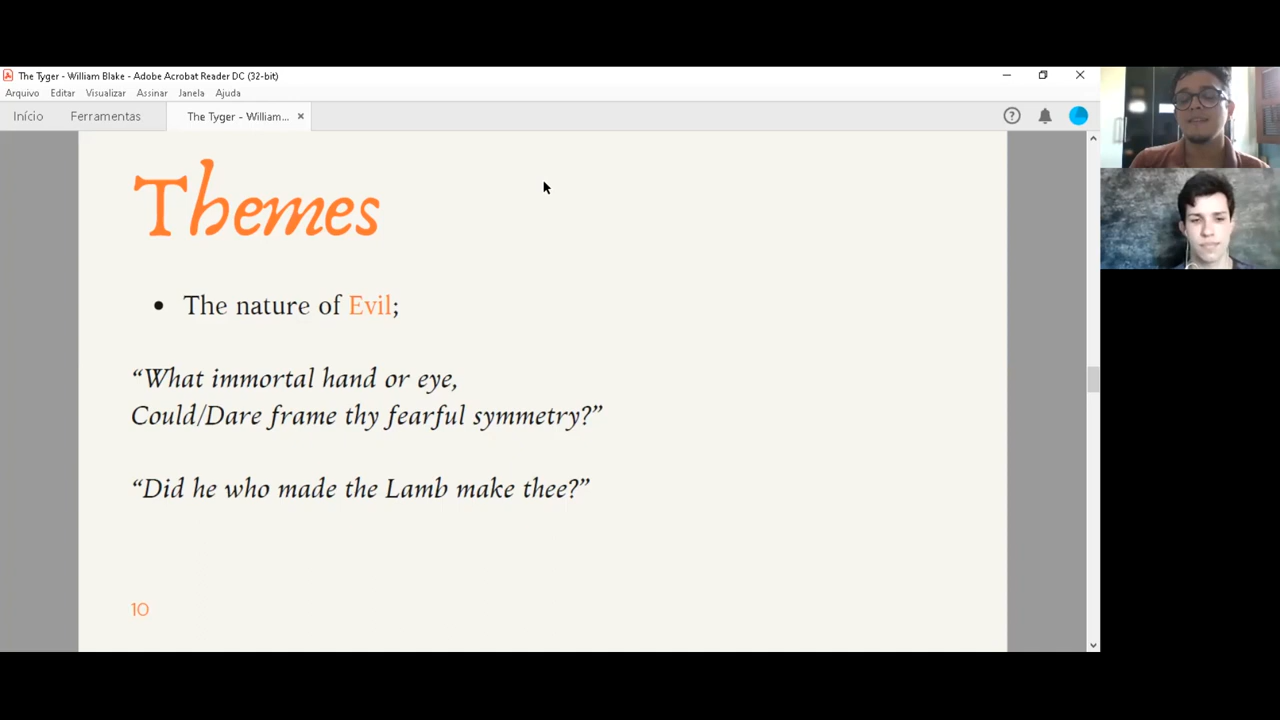 The Tyger - William Blake - Adobe Acrobat Reader DC (32-bit)
Arquivo Editar Visualizar Assinar Janela Ajuda
Início Ferramentas The Tyger - William...
Themes
• The nature of Evil;
“What immortal hand or eye,
Could/Dare frame thy fearful symmetry?”
“Did he who made the Lamb make thee?”
10